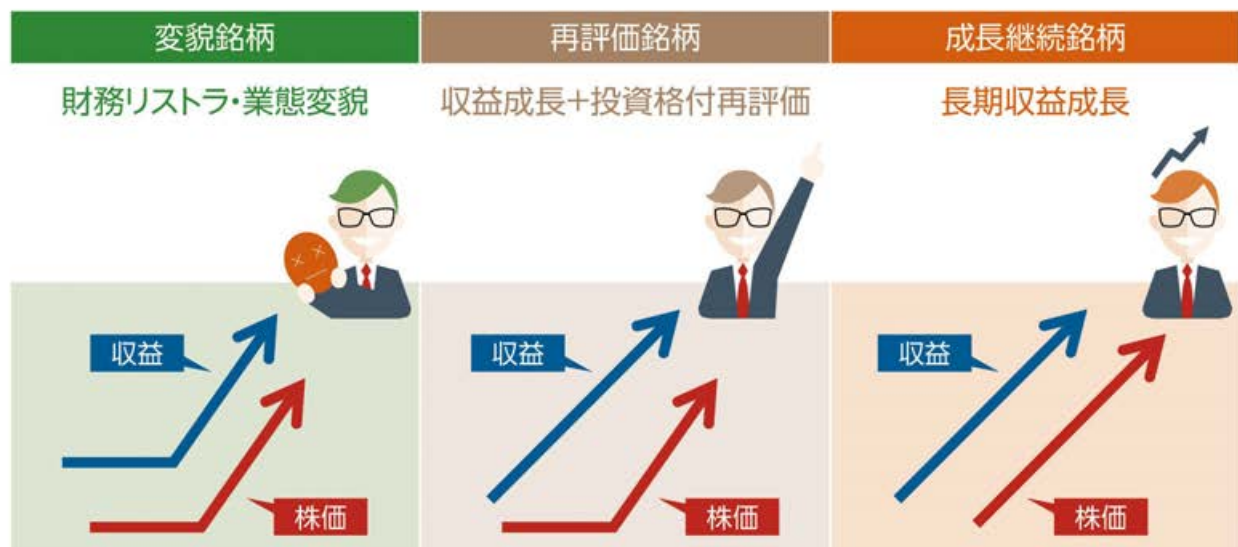 変貌銘柄
財務リストラ・業態変貌
収益
株価
再評価銘柄
収益成長+投資格付再評価
収益
株価
成長継続銘柄
長期収益成長
収益
株価